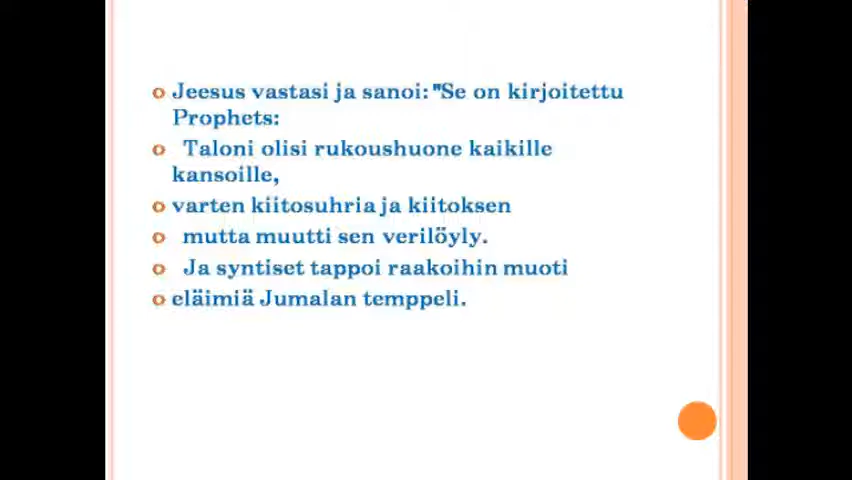 Jeesus vastasi ja sanoi: "Se on kirjoitettu
Prophets:
Taloni olisi rukoushuone kaikille
kansoille,
varten kiitosuhria ja kiitoksen
mutta muutti sen verilöyly.
Ja syntiset tappoi raakoihin muoti
eläimiä Jumalan temppeli.